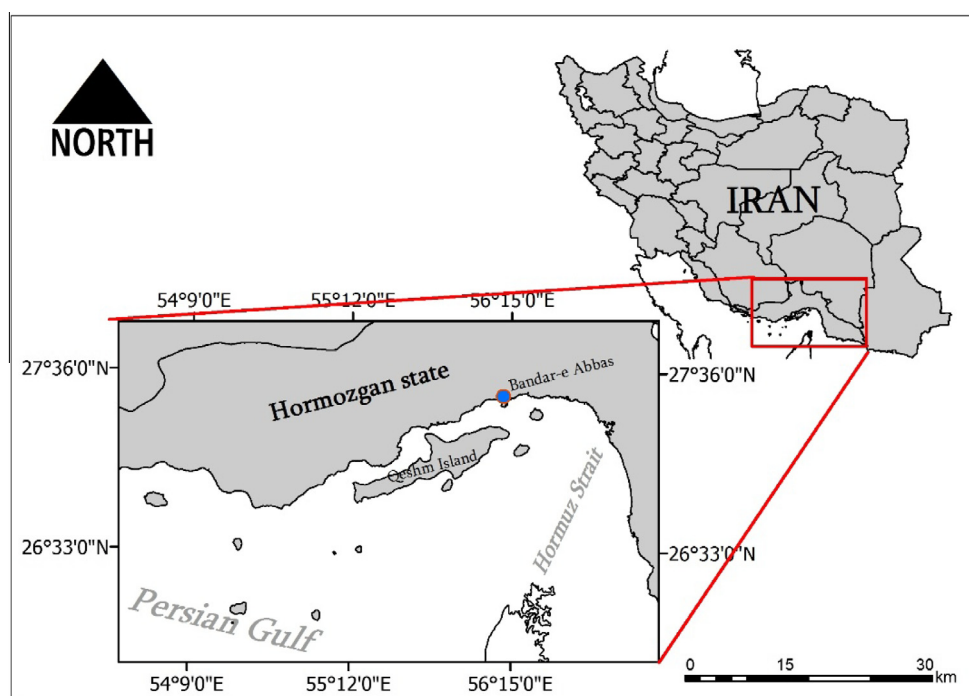 NORTH
IRAN
54°9'0"E 55°12'0"E 56°15'0"E
27°36'0"N
27°36'0"N
Bandar-e Abbas
Hormozgan state
Qeshm Island
Hormuz Strait
26°33'0"N
26°33'0"N
Persian Gulf
54°9'0"E 55°12'0"E 56°15'0"E
0 15 30
km